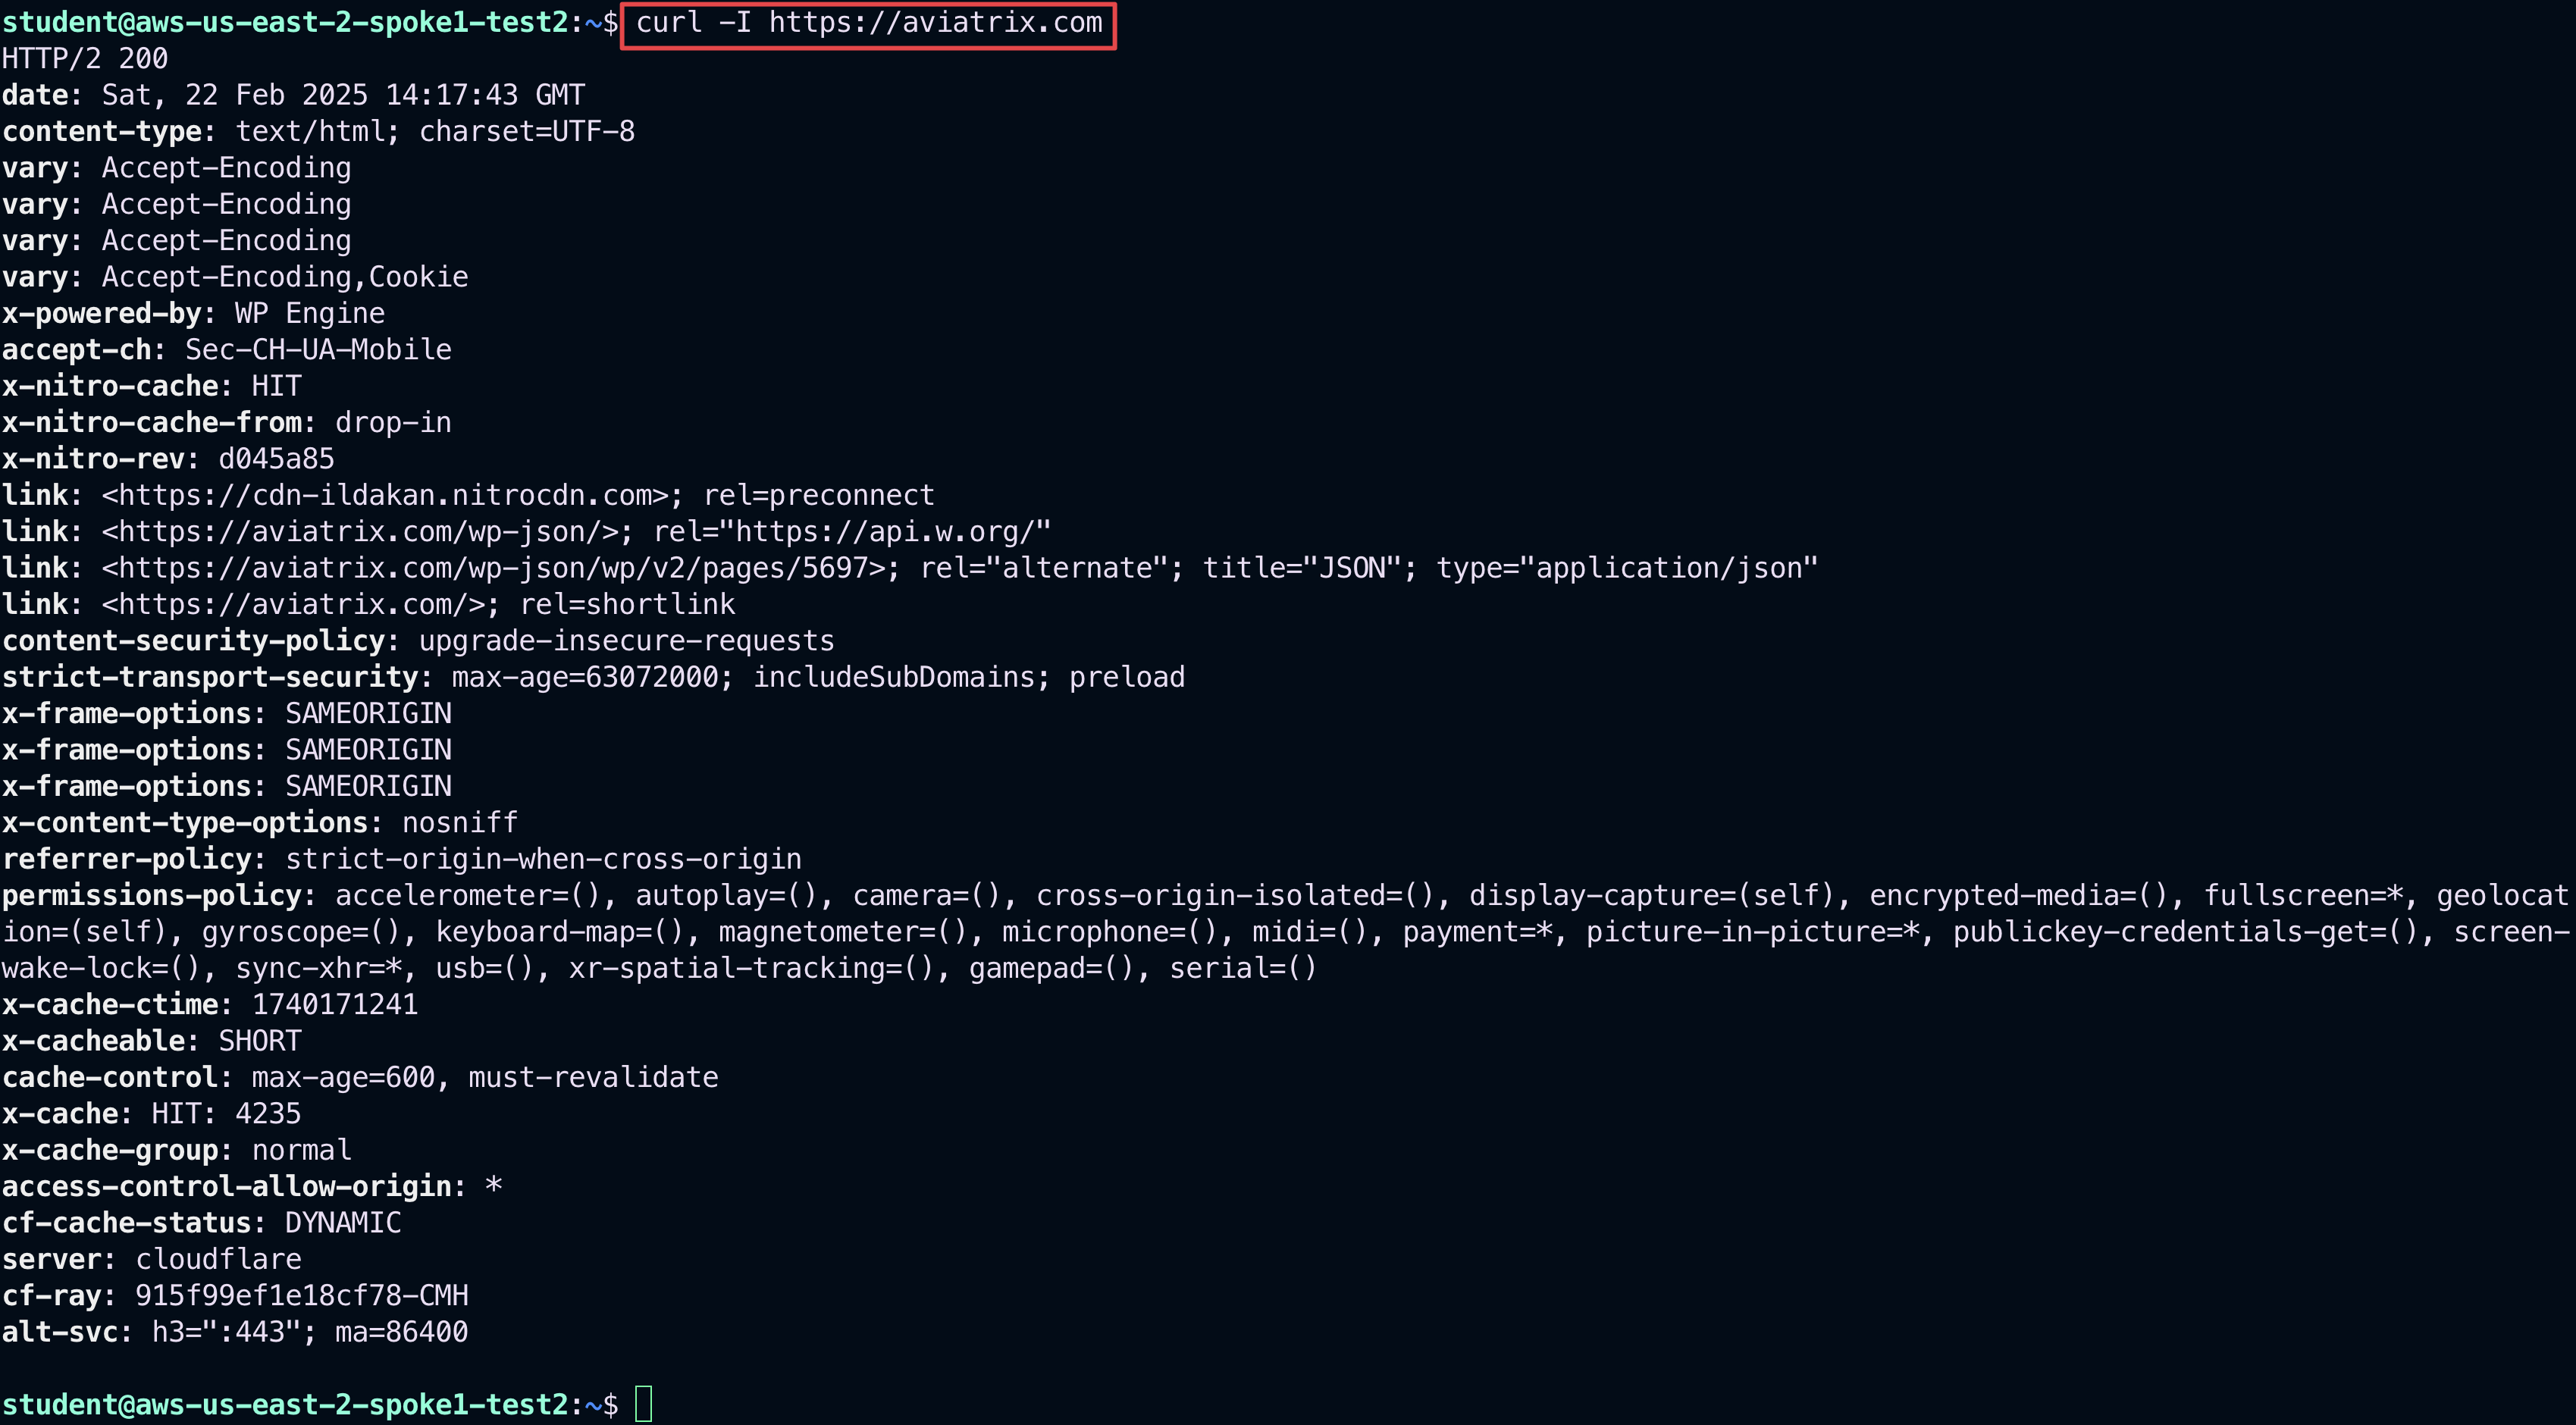 student@aws-us-east-2-spoke1-test2:~$ curl -I https://aviatrix.com
HTTP/2 200
date: Sat, 22 Feb 2025 14:17:43 GMT
content-type: text/html; charset=UTF-8
vary: Accept-Encoding
vary: Accept-Encoding
vary: Accept-Encoding
vary: Accept-Encoding,Cookie
x-powered-by: WP Engine
accept-ch: Sec-CH-UA-Mobile
x-nitro-cache: HIT
x-nitro-cache-from: drop-in
x-nitro-rev: d045a85
link: <https://cdn-ildakan.nitrocdn.com>; rel=preconnect
link: <https://aviatrix.com/wp-json/>; rel="https://api.w.org/"
link: <https://aviatrix.com/wp-json/wp/v2/pages/5697>; rel="alternate"; title="JSON"; type="application/json"
link: <https://aviatrix.com/>; rel=shortlink
content-security-policy: upgrade-insecure-requests
strict-transport-security: max-age=63072000; includeSubDomains; preload
x-frame-options: SAMEORIGIN
x-frame-options: SAMEORIGIN
x-frame-options: SAMEORIGIN
x-content-type-options: nosniff
referrer-policy: strict-origin-when-cross-origin
permissions-policy: accelerometer=(), autoplay=(), camera=(), cross-origin-isolated=(), display-capture=(self), encrypted-media=(), fullscreen=*, geolocat
ion=(self), gyroscope=(), keyboard-map=(), magnetometer=(), microphone=(), midi=(), payment=*, picture-in-picture=*, publickey-credentials-get=(), screen-
wake-lock=(), sync-xhr=*, usb=(), xr-spatial-tracking=(), gamepad=(), serial=()
x-cache-ctime: 1740171241
x-cacheable: SHORT
cache-control: max-age=600, must-revalidate
x-cache: HIT: 4235
x-cache-group: normal
access-control-allow-origin: *
cf-cache-status: DYNAMIC
server: cloudflare
cf-ray: 915f99ef1e18cf78-CMH
alt-svc: h3=":443"; ma=86400
student@aws-us-east-2-spoke1-test2:~$